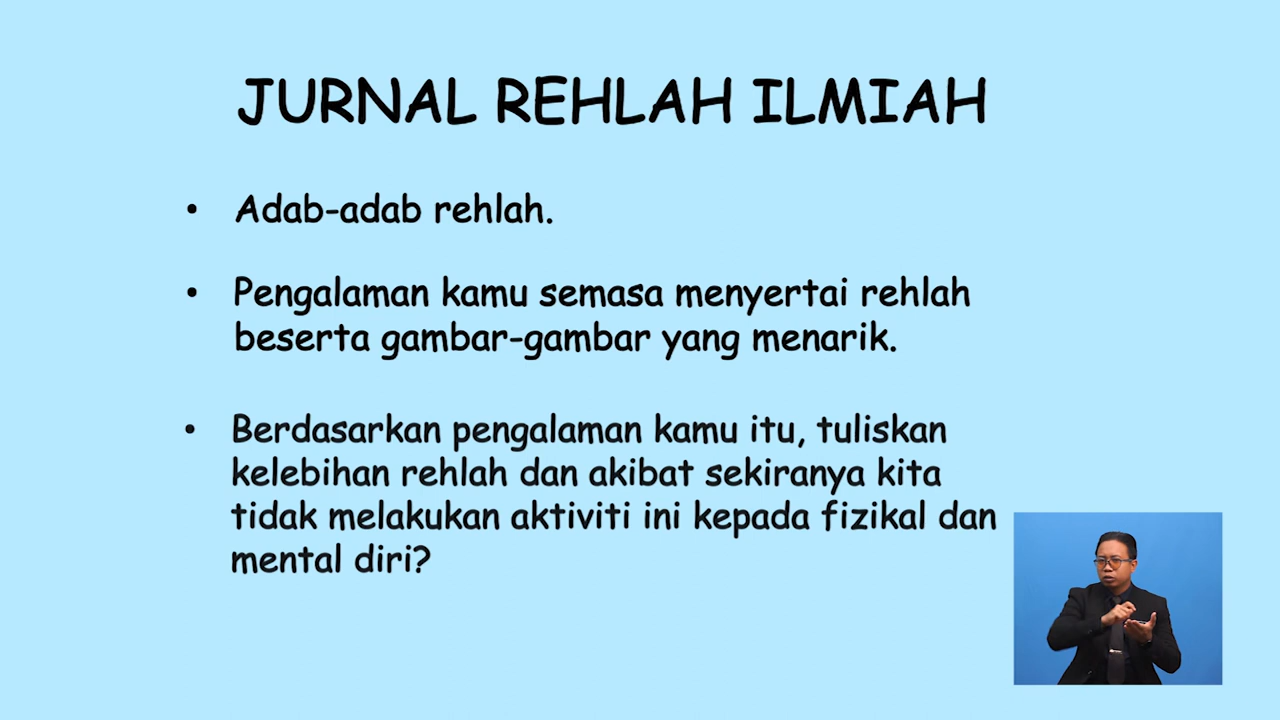 JURNAL REHLAH ILMIAH
• Adab-adab rehlah.
• Pengalaman kamu semasa menyertai rehlah
beserta gambar-gambar yang menarik.
• Berdasarkan pengalaman kamu itu, tuliskan
kelebihan rehlah dan akibat sekiranya kita
tidak melakukan aktiviti ini kepada fizikal dan
mental diri?